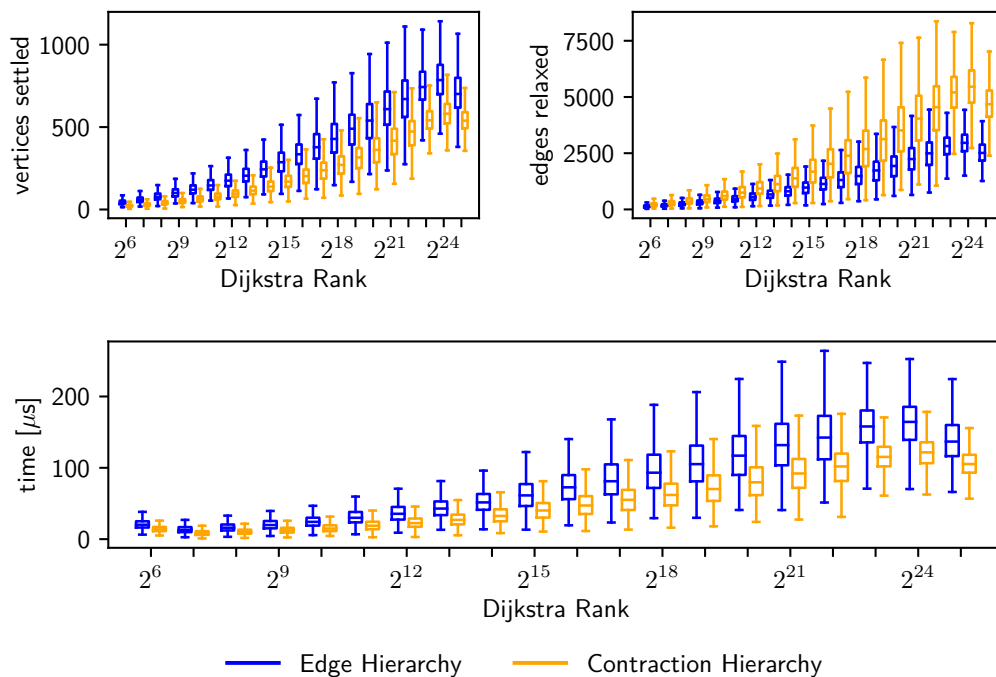 vertices settled
1000
500
0
2^6 2^9 2^12 2^15 2^18 2^21 2^24
Dijkstra Rank
edges relaxed
7500
5000
2500
0
2^6 2^9 2^12 2^15 2^18 2^21 2^24
Dijkstra Rank
time [μs]
200
100
0
2^6 2^9 2^12 2^15 2^18 2^21 2^24
Dijkstra Rank
Edge Hierarchy
Contraction Hierarchy